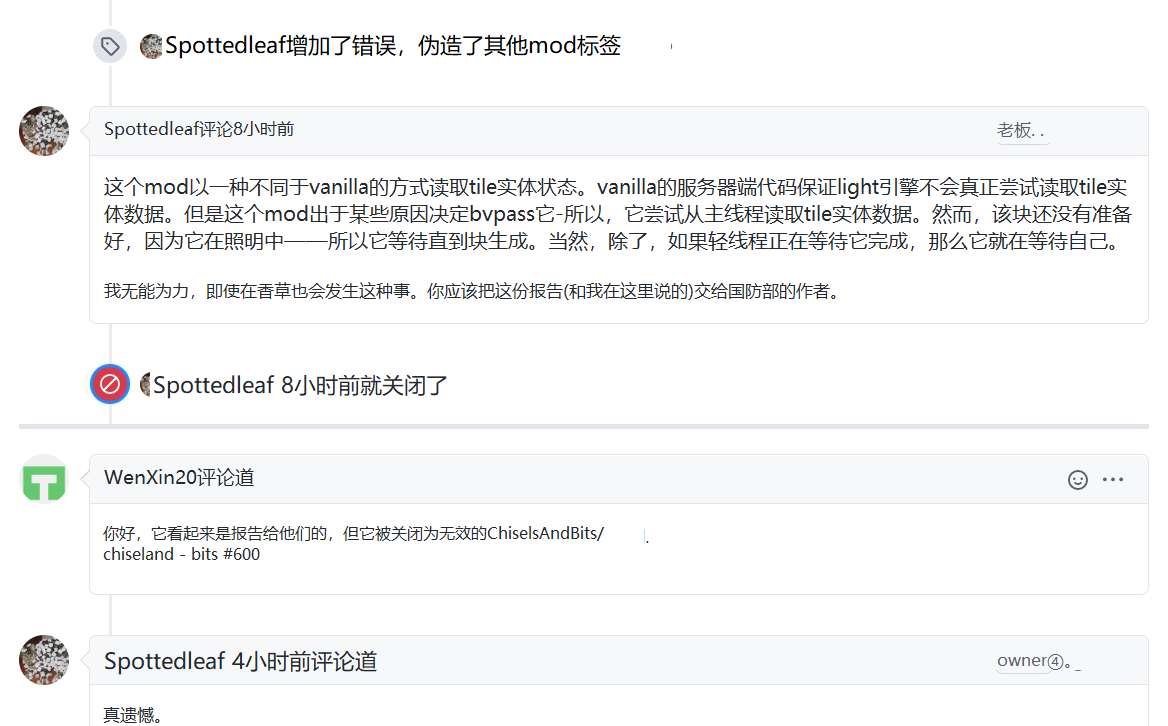 Spottedleaf增加了错误，伪造了其他mod标签
Spottedleaf评论8小时前
老板. .
这个mod以一种不同于vanilla的方式读取tile实体状态。vanilla的服务器端代码保证light引擎不会真正尝试读取tile实
体数据。但是这个mod出于某些原因决定bvpass它-所以，它尝试从主线程读取tile实体数据。然而，该块还没有准备
好，因为它在照明中——所以它等待直到块生成。当然，除了，如果轻线程正在等待它完成，那么它就在等待自己。
我无能为力，即使在香草也会发生这种事。你应该把这份报告(和我在这里说的)交给国防部的作者。
Spottedleaf 8小时前就关闭了
WenXin20评论道
你好，它看起来是报告给他们的，但它被关闭为无效的ChiselsAndBits/
.
chiseland - bits #600
Spottedleaf 4小时前评论道
owner④。_
真遗憾。